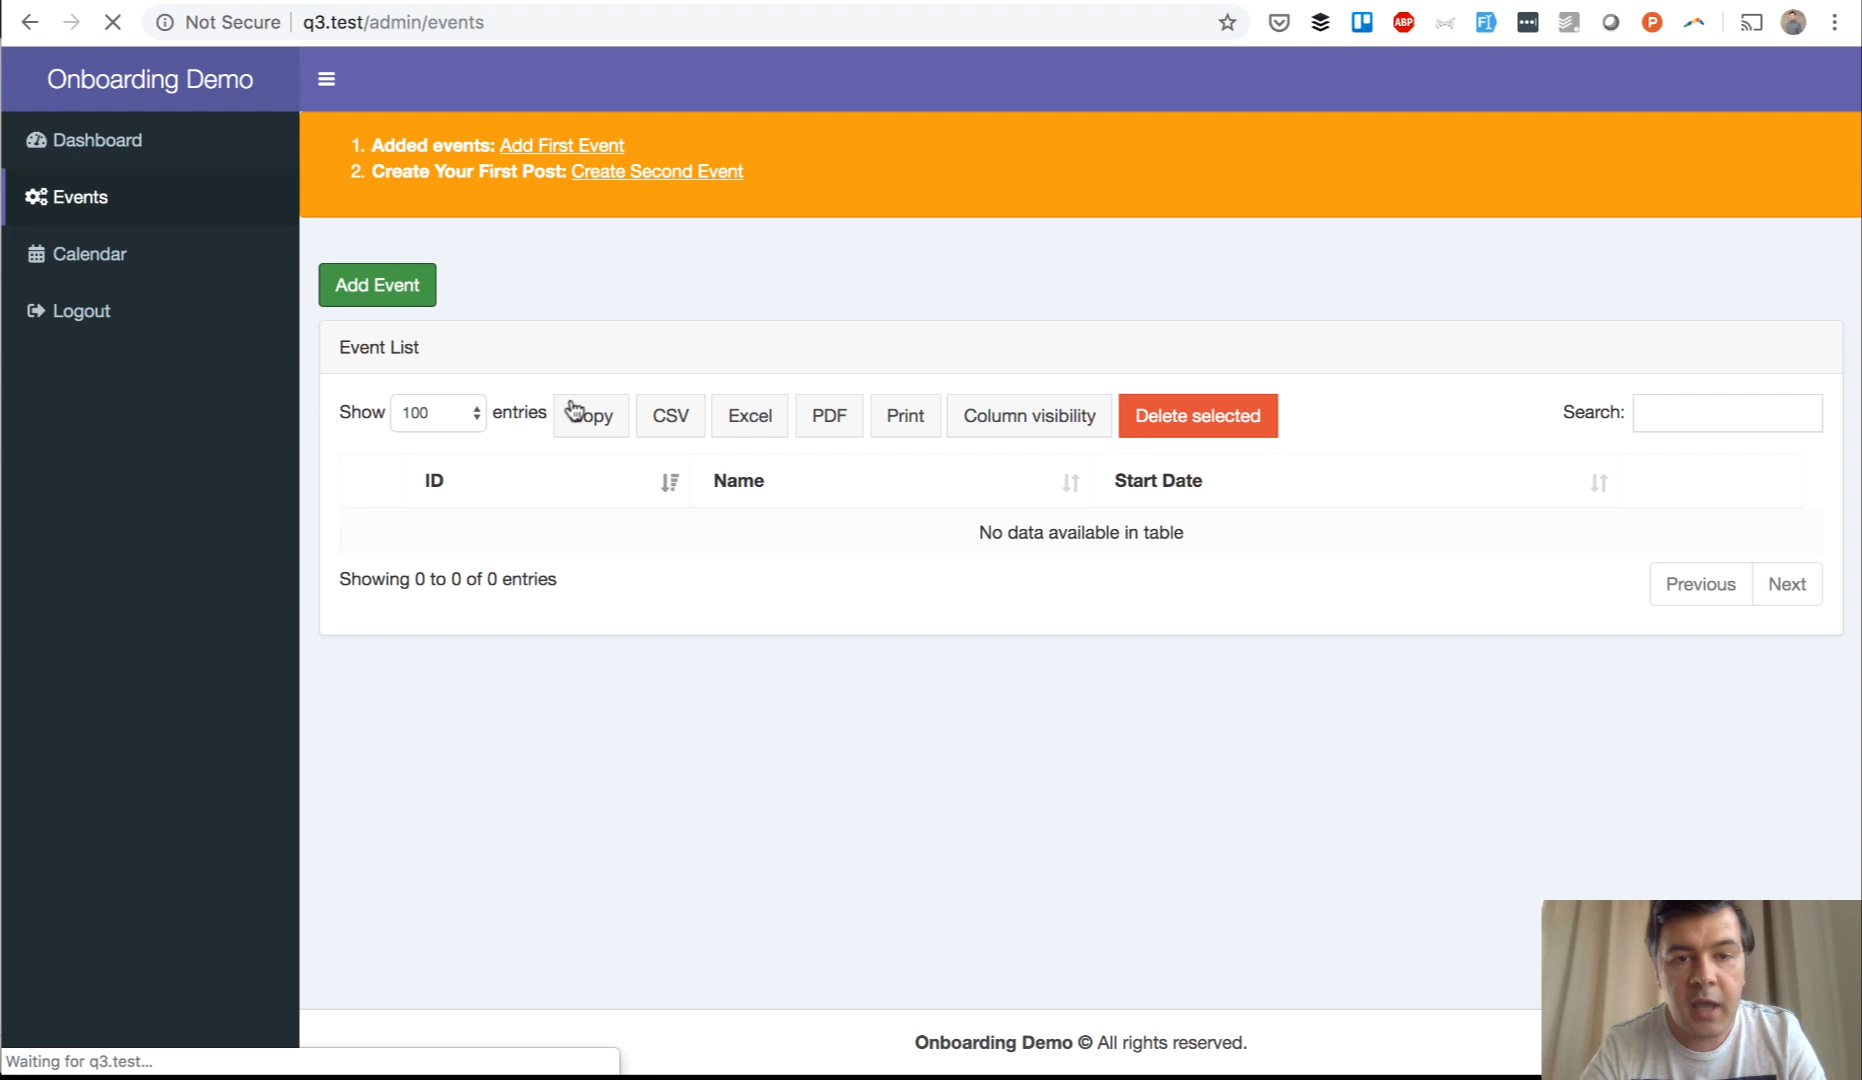 Not Secure | q3.test/admin/events
ABP
P
Onboarding Demo
Dashboard
Events
Calendar
Logout
1. Added events: Add First Event
2. Create Your First Post: Create Second Event
Add Event
Event List
Show 100 entries Copy CSV Excel PDF Print Column visibility Delete selected Search:
ID Name Start Date
No data available in table
Showing 0 to 0 of 0 entries
Previous Next
Onboarding Demo © All rights reserved.
Waiting for q3.test...